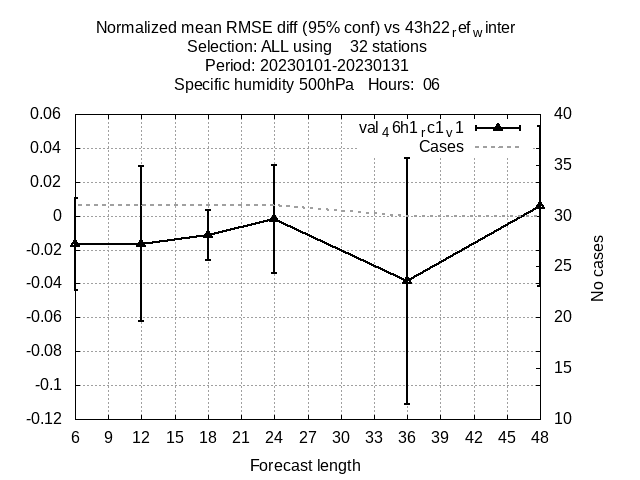 Normalized mean RMSE diff (95% conf) vs 43h22refwinter
Selection: ALL using 32 stations
Period: 20230101-20230131
Specific humidity 500hPa Hours: 06
0.06
0.04
0.02
0
-0.02
-0.04
-0.06
-0.08
-0.1
-0.12
val46h1rc1v1
Cases
40
35
30
25
20
15
10
No cases
6 9 12 15 18 21 24 27 30 33 36 39 42 45 48
Forecast length